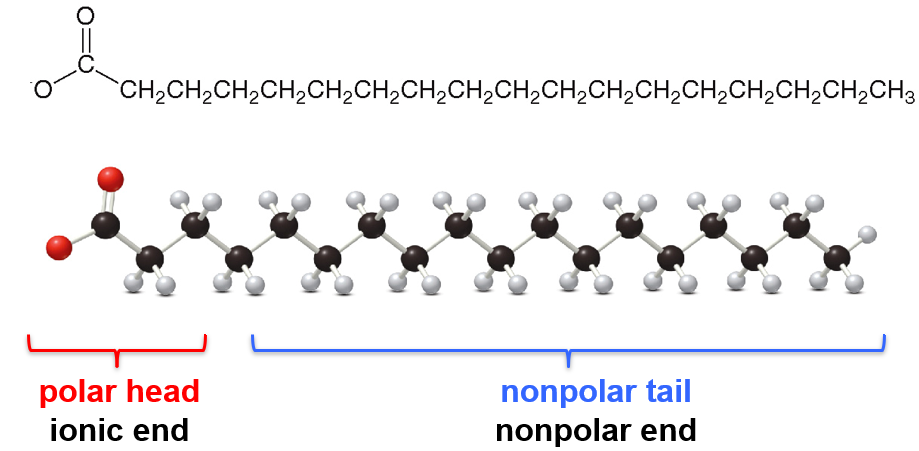 O
C
⁻O CH₂CH₂CH₂CH₂CH₂CH₂CH₂CH₂CH₂CH₂CH₂CH₂CH₂CH₂CH₂CH₂CH₃
polar head nonpolar tail
ionic end nonpolar end